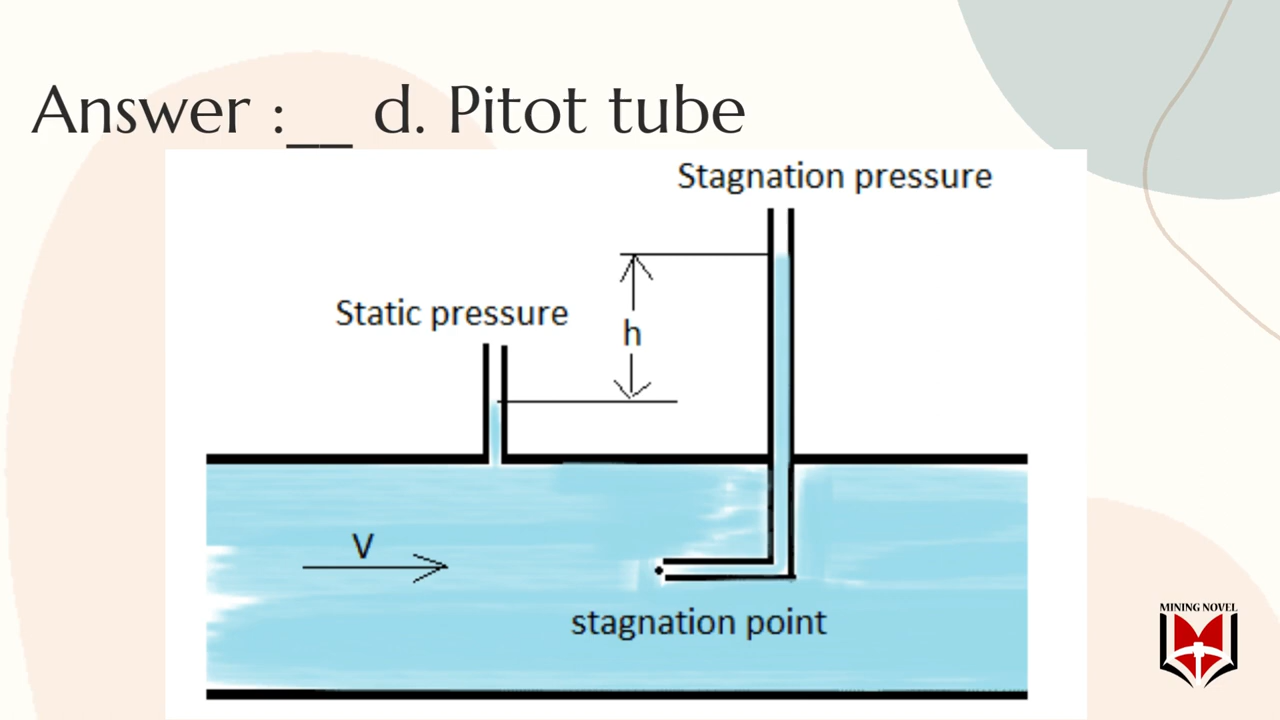 Answer :__ d. Pitot tube
Stagnation pressure
Static pressure
h
V
stagnation point
MINING NOVEL